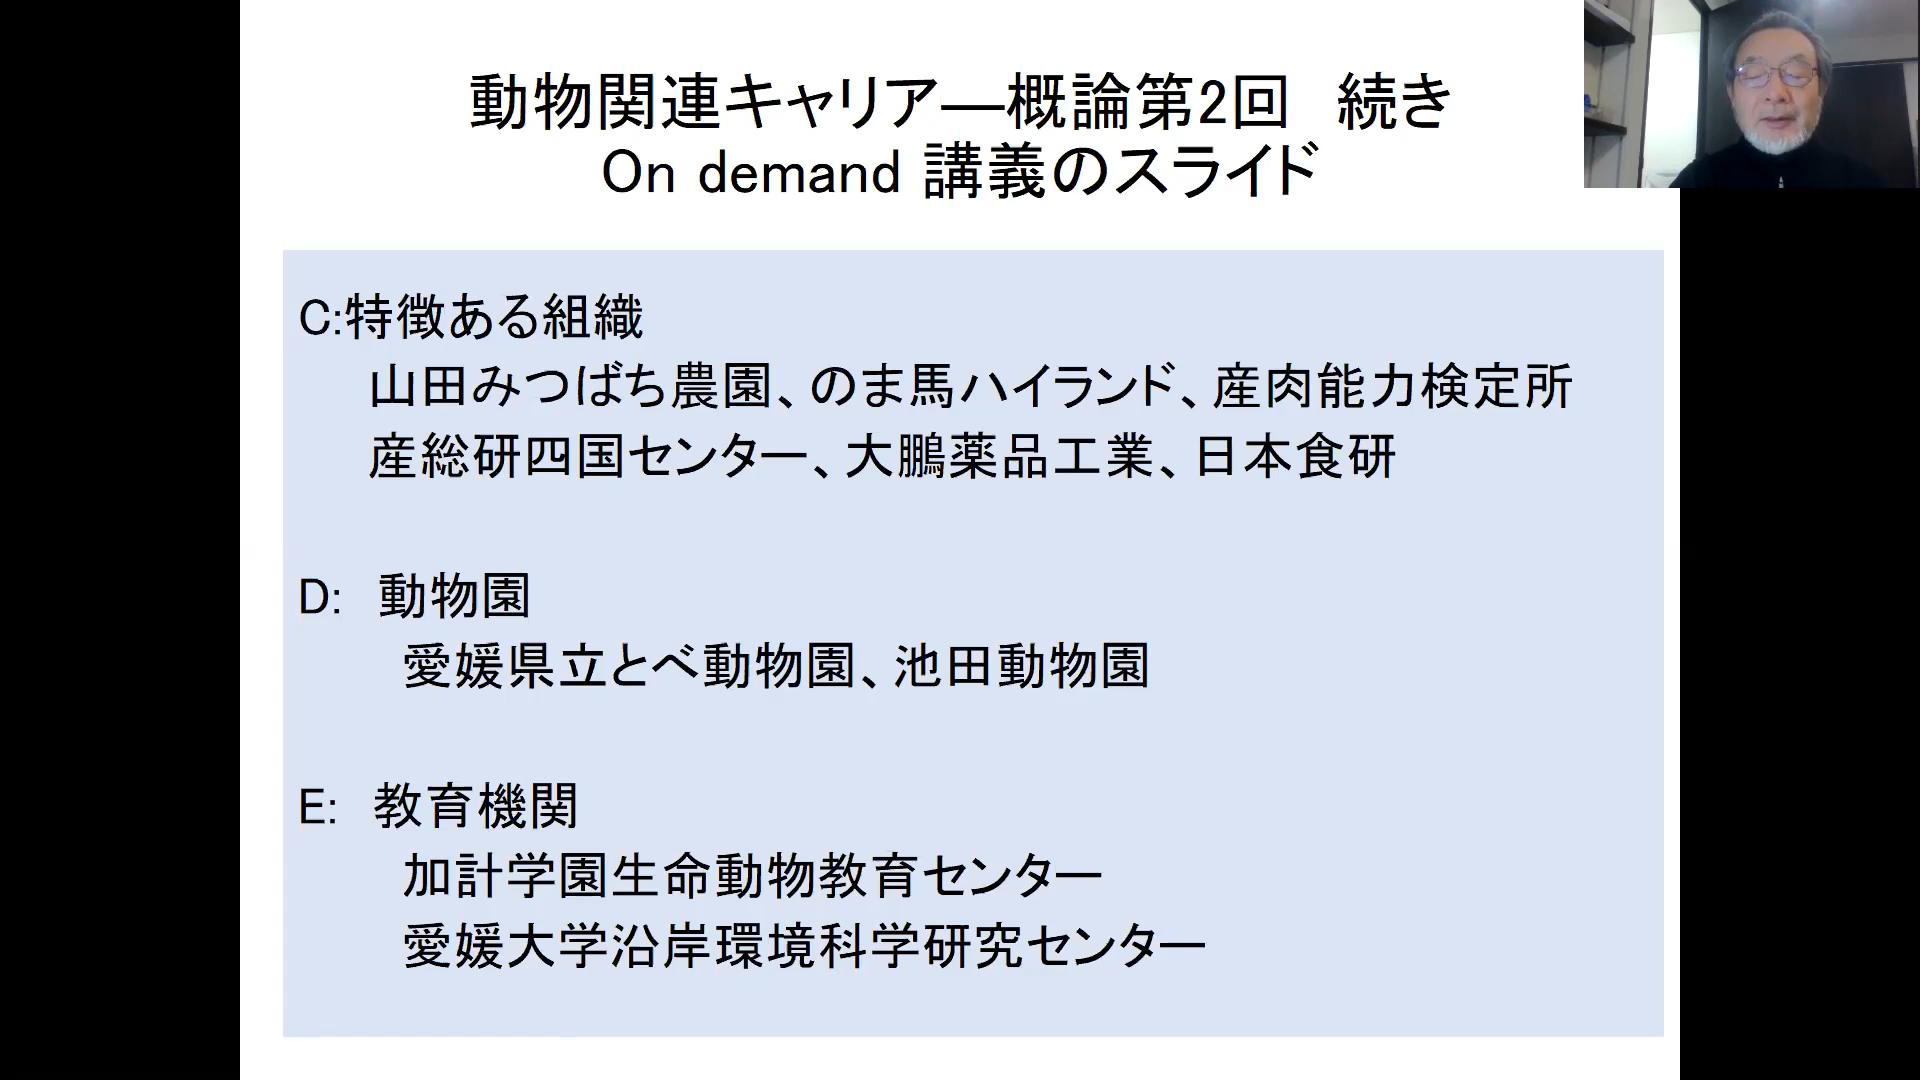 動物関連キャリア―概論第2回　続き
On demand 講義のスライド
C:特徴ある組織
山田みつばち農園、のま馬ハイランド、産肉能力検定所
産総研四国センター、大鵬薬品工業、日本食研
D:　動物園
愛媛県立とべ動物園、池田動物園
E:　教育機関
加計学園生命動物教育センター
愛媛大学沿岸環境科学研究センター